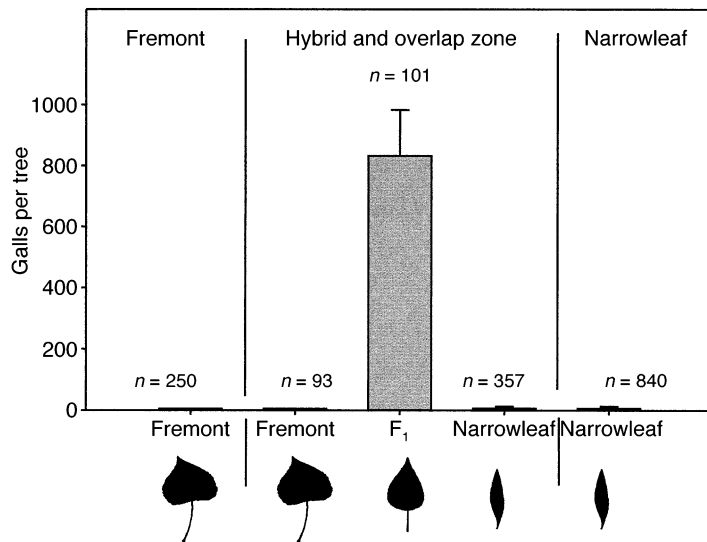 Fremont
Hybrid and overlap zone
Narrowleaf
n = 101
Galls per tree
1000
800
600
400
200
0
n = 250
n = 93
n = 357
n = 840
Fremont
Fremont
F₁
Narrowleaf
Narrowleaf